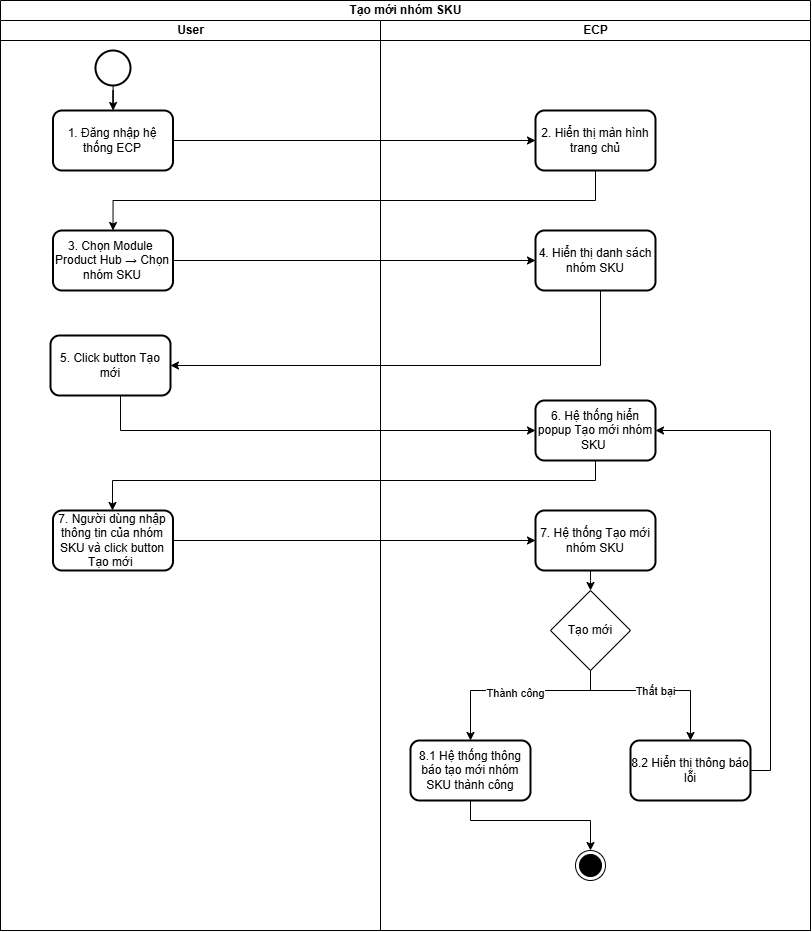 Tạo mới nhóm SKU
User
ECP
1. Đăng nhập hệ
thống ECP
2. Hiển thị màn hình
trang chủ
3. Chọn Module
Product Hub → Chọn
nhóm SKU
4. Hiển thị danh sách
nhóm SKU
5. Click button Tạo
mới
6. Hệ thống hiển
popup Tạo mới nhóm
SKU
7. Người dùng nhập
thông tin của nhóm
SKU và click button
Tạo mới
7. Hệ thống Tạo mới
nhóm SKU
Tạo mới
Thành công
Thất bại
8.1 Hệ thống thông
báo tạo mới nhóm
SKU thành công
8.2 Hiển thị thông báo
lỗi